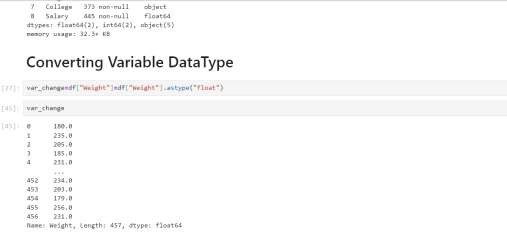 7 College 373 non-null object
8 Salary 445 non-null float64
dtypes: float64(2), int64(2), object(5)
memory usage: 32.3+ KB
Converting Variable DataType
[37]: var_change=df["Weight"]=df["Weight"].astype("float")
[45]: var_change
[45]: 0 180.0
1 235.0
2 205.0
3 185.0
4 231.0
...
452 234.0
453 203.0
454 179.0
455 256.0
456 231.0
Name: Weight, Length: 457, dtype: float64